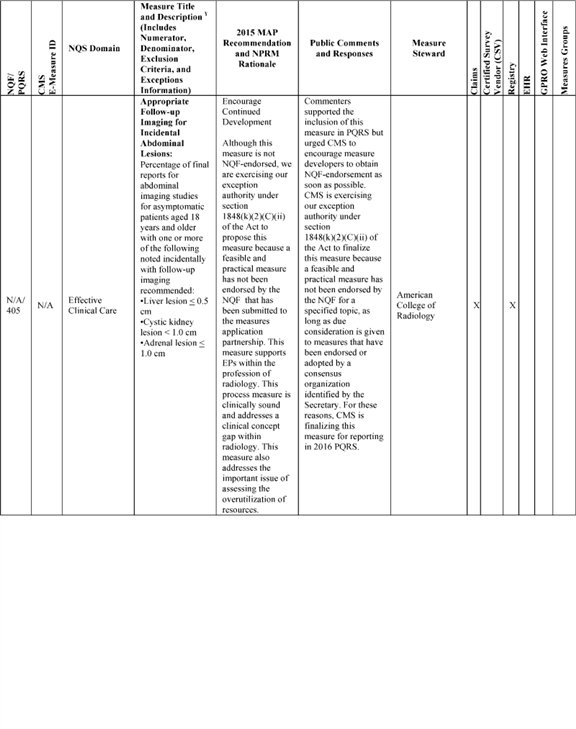 NQF/
PQRS
CMS
E-Measure ID
NQS Domain
Measure Title
and Description ¥
(Includes
Numerator,
Denominator,
Exclusion
Criteria, and
Exceptions
Information)
2015 MAP
Recommendation
and NPRM
Rationale
Public Comments
and Responses
Measure
Steward
Claims
Certified Survey
Vendor (CSV)
Registry
EHR
GPRO Web Interface
Measures Groups
N/A/
405
N/A
Effective
Clinical Care
Appropriate
Follow-up
Imaging for
Incidental
Abdominal
Lesions:
Percentage of final
reports for
abdominal
imaging studies
for asymptomatic
patients aged 18
years and older
with one or more
of the following
noted incidentally
with follow-up
imaging
recommended:
•Liver lesion ≤ 0.5
cm
•Cystic kidney
lesion < 1.0 cm
•Adrenal lesion ≤
1.0 cm
Encourage
Continued
Development
Although this
measure is not
NQF-endorsed, we
are exercising our
exception
authority under
section
1848(k)(2)(C)(ii)
of the Act to
propose this
measure because a
feasible and
practical measure
has not been
endorsed by the
NQF that has
been submitted to
the measures
application
partnership. This
measure supports
EPs within the
profession of
radiology. This
process measure is
clinically sound
and addresses a
clinical concept
gap within
radiology. This
measure also
addresses the
important issue of
assessing the
overutilization of
resources.
Commenters
supported the
inclusion of this
measure in PQRS but
urged CMS to
encourage measure
developers to obtain
NQF-endorsement as
soon as possible.
CMS is exercising
our exception
authority under
section
1848(k)(2)(C)(ii) of
the Act to finalize
this measure because
a feasible and
practical measure has
not been endorsed by
the NQF for a
specified topic, as
long as due
consideration is given
to measures that have
been endorsed or
adopted by a
consensus
organization
identified by the
Secretary. For these
reasons, CMS is
finalizing this
measure for reporting
in 2016 PQRS.
American
College of
Radiology
X
X